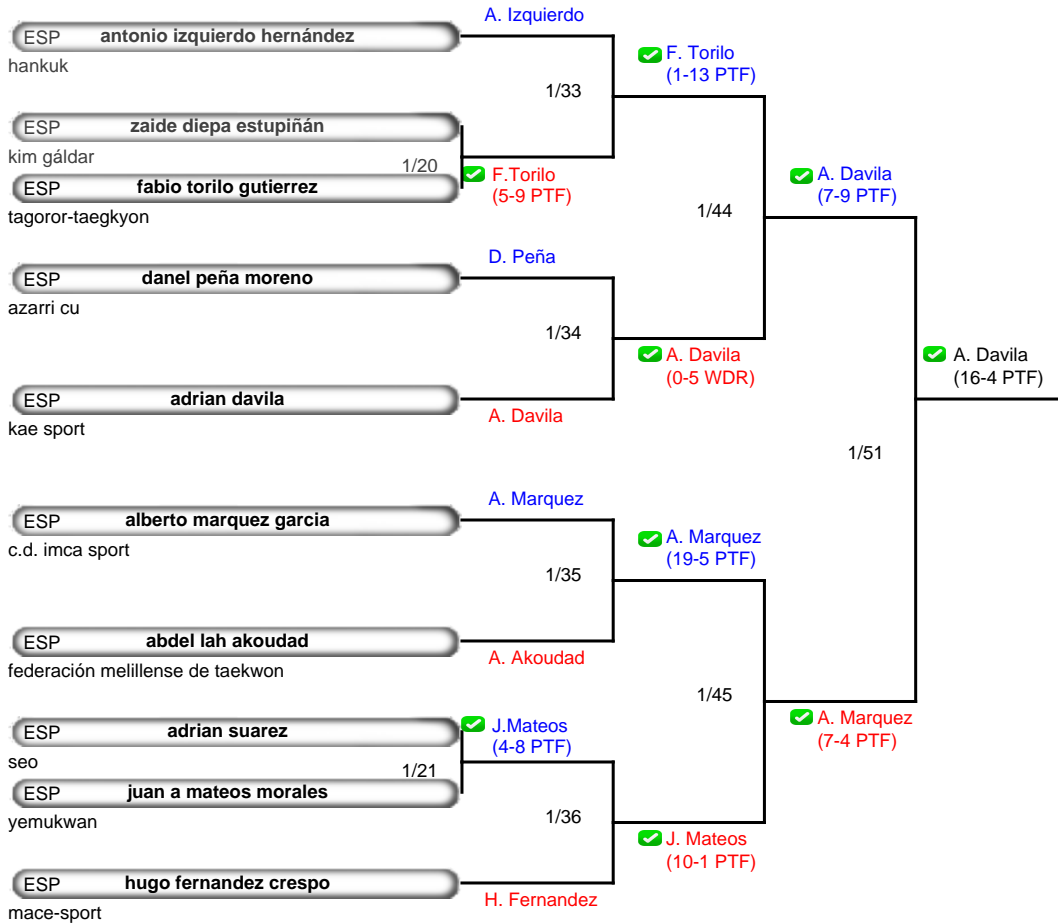 A. Izquierdo
ESP antonio izquierdo hernández
hankuk
F. Torilo
(1-13 PTF)
1/33
ESP zaide diepa estupiñán
kim gáldar
1/20
F.Torilo
(5-9 PTF)
ESP fabio torilo gutierrez
tagoror-taegkyon
A. Davila
(7-9 PTF)
1/44
D. Peña
ESP danel peña moreno
azarri cu
1/34
A. Davila
(0-5 WDR)
A. Davila
(16-4 PTF)
ESP adrian davila
kae sport
A. Davila
1/51
A. Marquez
ESP alberto marquez garcia
c.d. imca sport
A. Marquez
(19-5 PTF)
1/35
ESP abdel lah akoudad
federación melillense de taekwon
A. Akoudad
1/45
A. Marquez
(7-4 PTF)
ESP adrian suarez
seo
J.Mateos
(4-8 PTF)
1/21
ESP juan a mateos morales
yemukwan
1/36
J. Mateos
(10-1 PTF)
ESP hugo fernandez crespo
mace-sport
H. Fernandez